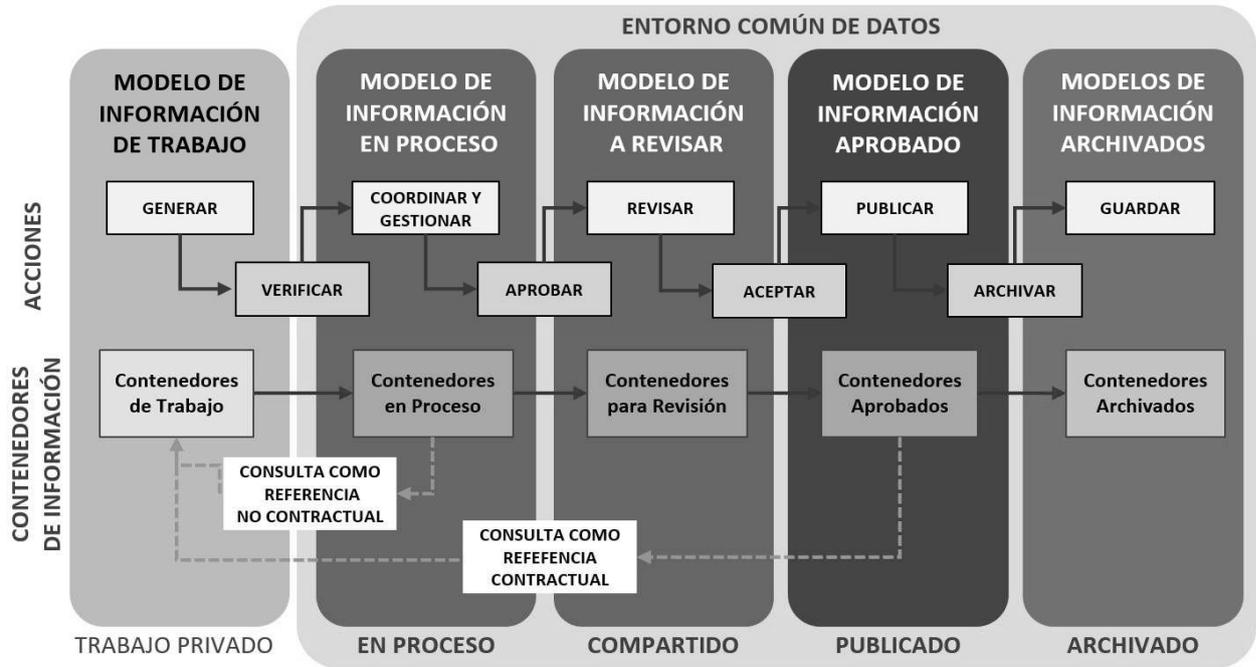 ENTORNO COMÚN DE DATOS
MODELO DE
INFORMACIÓN
DE TRABAJO
MODELO DE
INFORMACIÓN
EN PROCESO
MODELO DE
INFORMACIÓN
A REVISAR
MODELO DE
INFORMACIÓN
APROBADO
MODELOS DE
INFORMACIÓN
ARCHIVADOS
ACCIONES
GENERAR
COORDINAR Y
GESTIONAR
REVISAR
PUBLICAR
GUARDAR
VERIFICAR
APROBAR
ACEPTAR
ARCHIVAR
CONTENEDORES
DE INFORMACIÓN
Contenedores
de Trabajo
Contenedores
en Proceso
Contenedores
para Revisión
Contenedores
Aprobados
Contenedores
Archivados
CONSULTA COMO
REFERENCIA
NO CONTRACTUAL
CONSULTA COMO
REFEFENCIA
CONTRACTUAL
TRABAJO PRIVADO
EN PROCESO
COMPARTIDO
PUBLICADO
ARCHIVADO